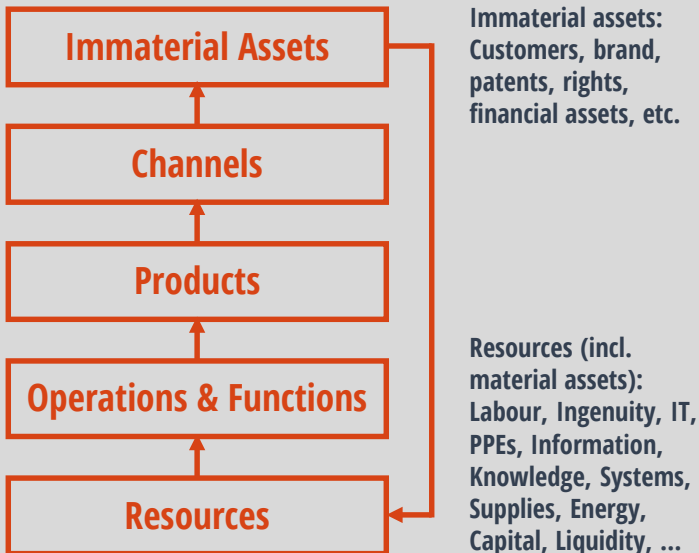 Immaterial Assets
Channels
Products
Operations & Functions
Resources
Immaterial assets:
Customers, brand,
patents, rights,
financial assets, etc.
Resources (incl.
material assets):
Labour, Ingenuity, IT,
PPEs, Information,
Knowledge, Systems,
Supplies, Energy,
Capital, Liquidity, ...